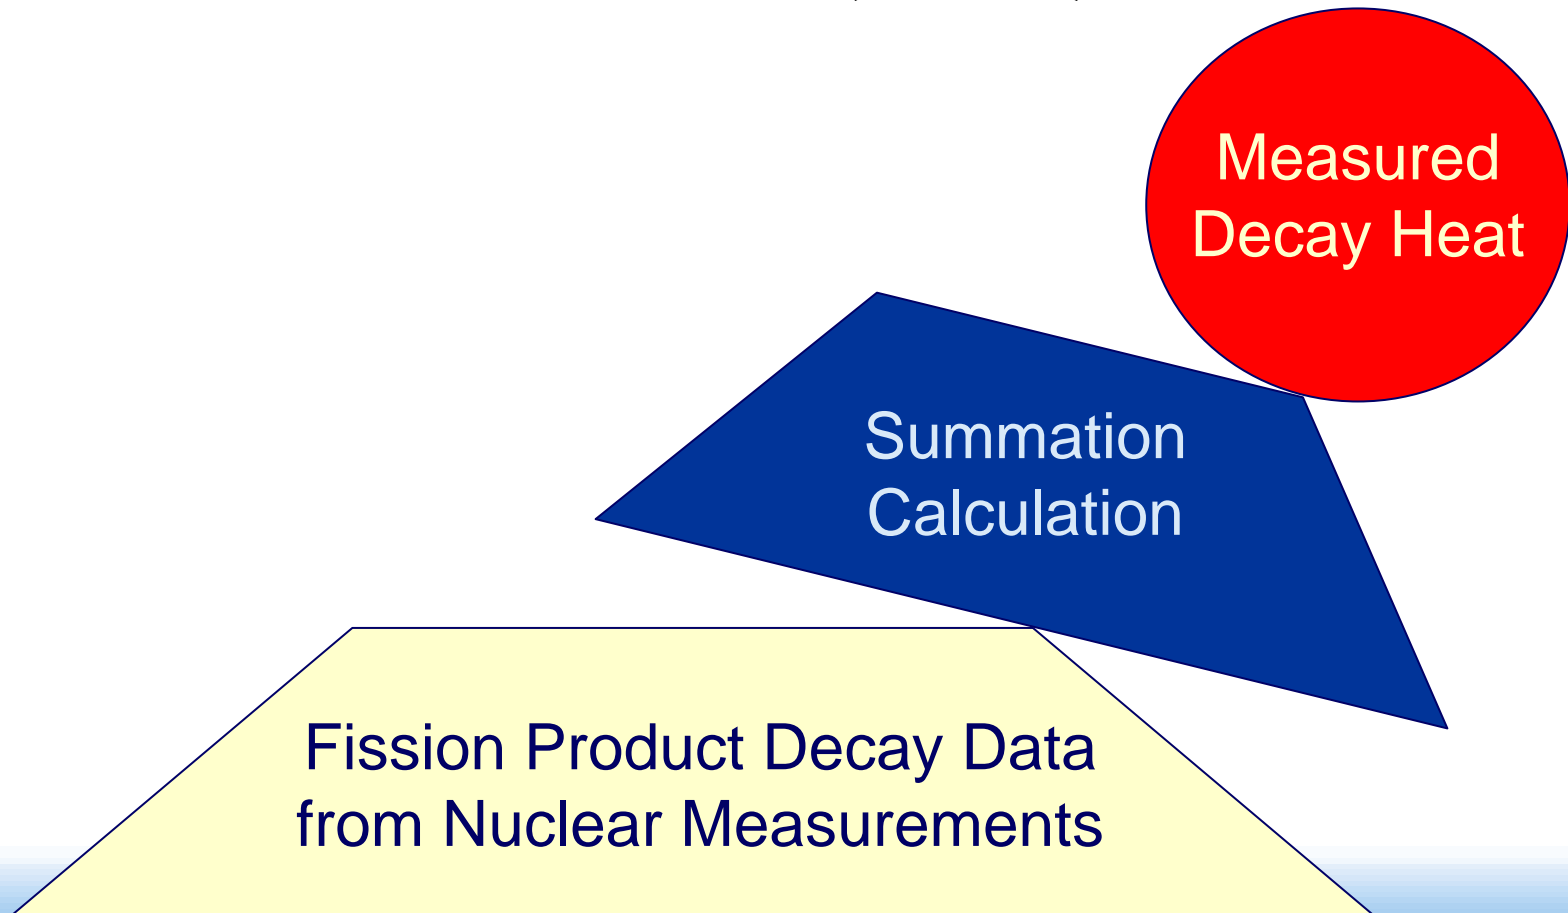 Measured
Decay Heat
Summation
Calculation
Fission Product Decay Data
from Nuclear Measurements